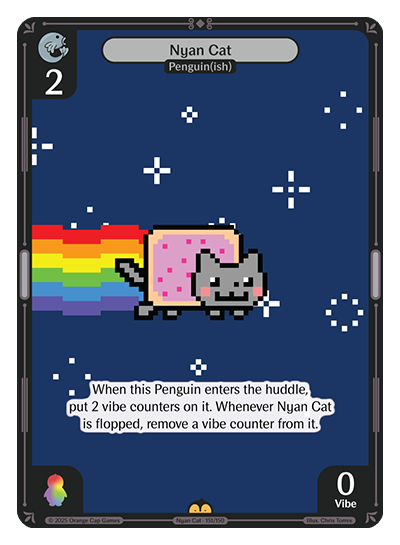 Nyan Cat
Penguin(ish)
2
When this Penguin enters the huddle,
put 2 vibe counters on it. Whenever Nyan Cat
is flopped, remove a vibe counter from it.
0
Vibe
© 2025 Orange Cap Games
Nyan Cat · 151/150
Illus. Chris Torres